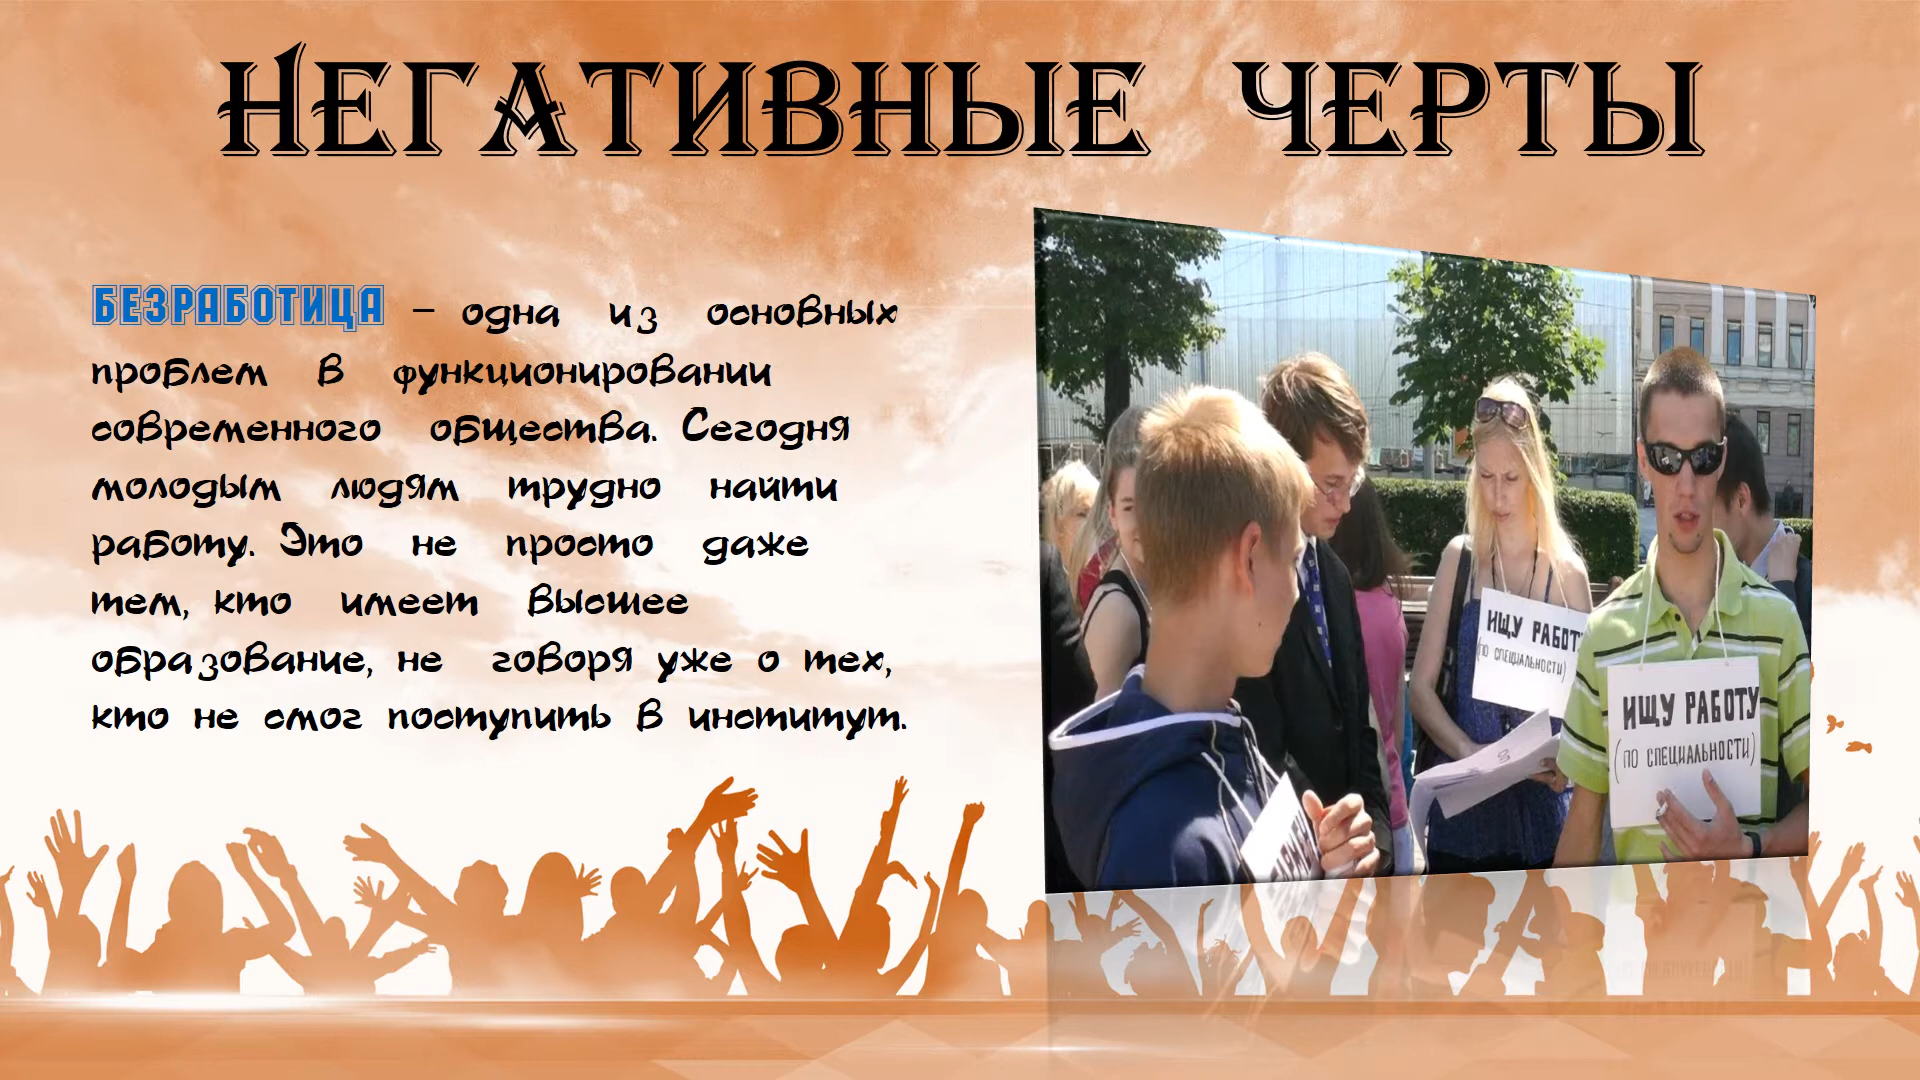 НЕГАТИВНЫЕ ЧЕРТЫ
БЕЗРАБОТИЦА – одна из основных
проблем в функционировании
современного общества. Сегодня
молодым людям трудно найти
работу. Это не просто даже
тем, кто имеет высшее
образование, не говоря уже о тех,
кто не смог поступить в институт.
ИЩУ РАБОТ
(ПО СПЕЦИАЛЬНОСТИ)
ИЩУ РАБОТУ
(ПО СПЕЦИАЛЬНОСТИ)